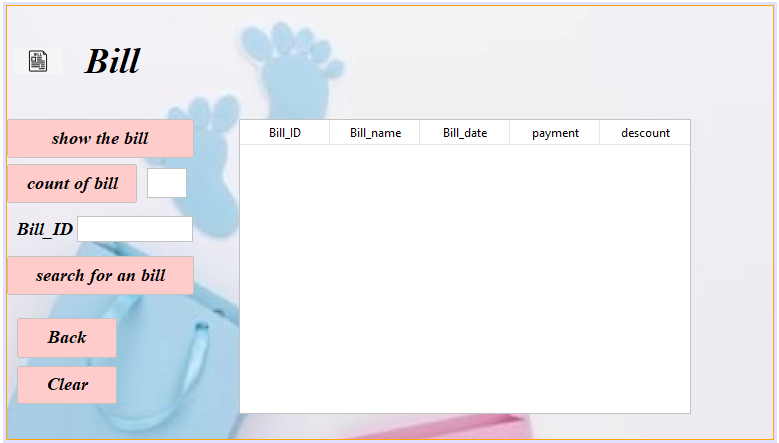 BILL
Bill
show the bill
count of bill
Bill_ID
search for an bill
Back
Clear
Bill_ID Bill_name Bill_date payment descount